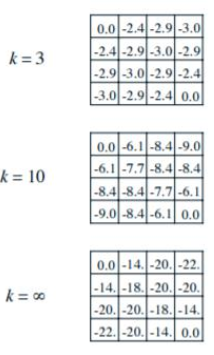 0.0 -2.4 -2.9 -3.0
k = 3 -2.4 -2.9 -3.0 -2.9
-2.9 -3.0 -2.9 -2.4
-3.0 -2.9 -2.4 0.0
0.0 -6.1 -8.4 -9.0
k = 10 -6.1 -7.7 -8.4 -8.4
-8.4 -8.4 -7.7 -6.1
-9.0 -8.4 -6.1 0.0
0.0 -14. -20. -22.
k = ∞ -14. -18. -20. -20.
-20. -20. -18. -14.
-22. -20. -14. 0.0